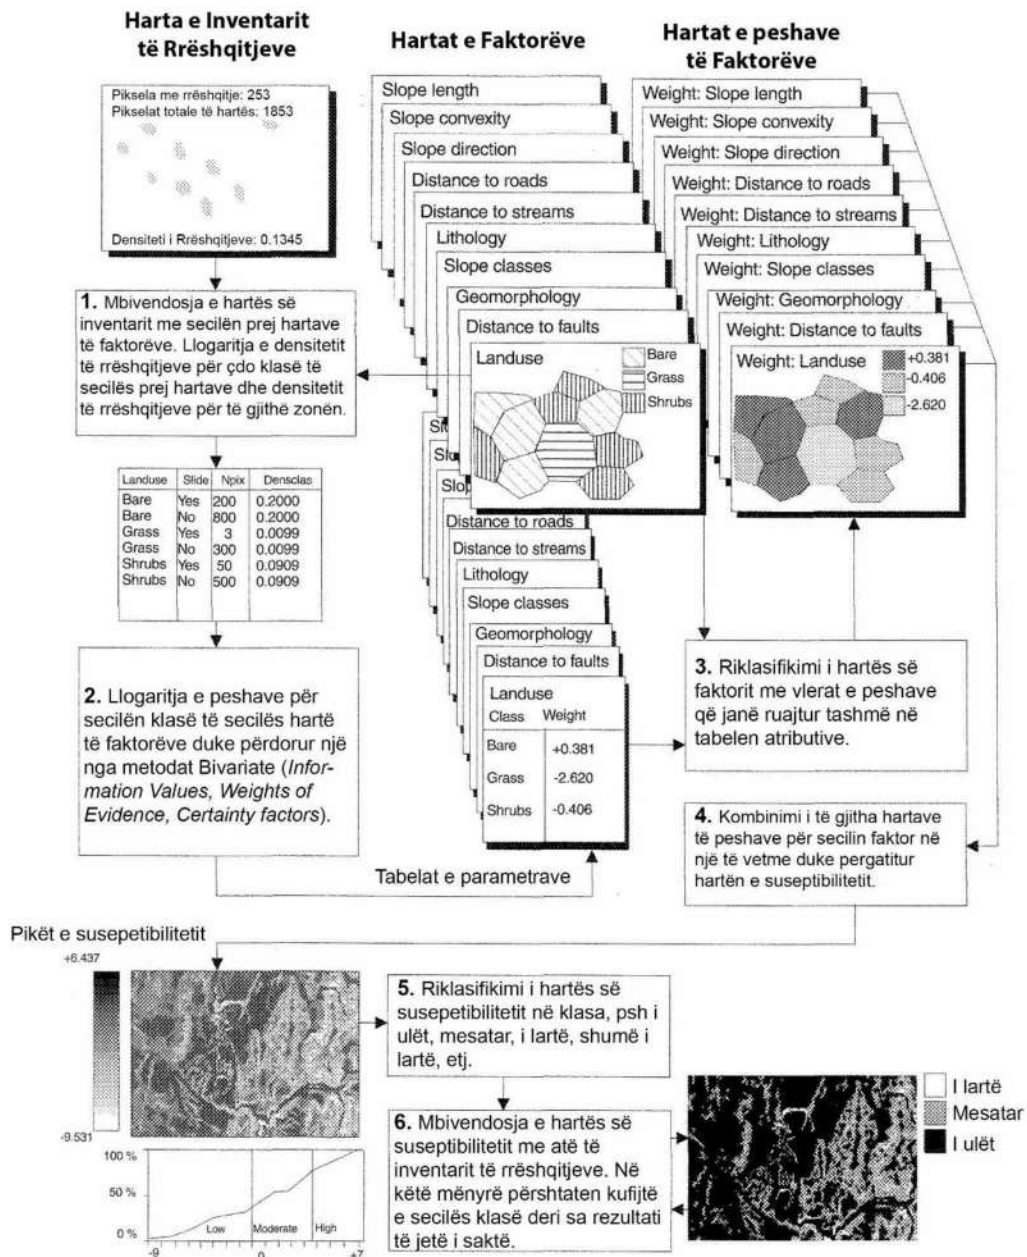 Harta e Inventarit
të Rrëshqitjeve
Hartat e Faktorëve
Hartat e peshave
të Faktorëve
Piksela me rrëshqitje: 253
Pikselat totale të hartës: 1853
Densiteti i Rrëshqitjeve: 0.1345
Slope length
Slope convexity
Slope direction
Distance to roads
Distance to streams
Lithology
Slope classes
Geomorphology
Distance to faults
Landuse
Bare
Grass
Shrubs
Weight: Slope length
Weight: Slope convexity
Weight: Slope direction
Weight: Distance to roads
Weight: Distance to streams
Weight: Lithology
Weight: Slope classes
Weight: Geomorphology
Weight: Distance to faults
Weight: Landuse
+0.381
-0.406
-2.620
1. Mbivendosja e hartës së
inventarit me secilën prej hartave
të faktorëve. Llogaritja e densitetit
të rrëshqitjeve për çdo klasë të
secilës prej hartave dhe densitetit
të rrëshqitjeve për të gjithë zonën.
Landuse Slide Npix Densclas
Bare Yes 200 0.2000
Bare No 800 0.2000
Grass Yes 3 0.0099
Grass No 300 0.0099
Shrubs Yes 50 0.0909
Shrubs No 500 0.0909
2. Llogaritja e peshave për
secilën klasë të secilës hartë
të faktorëve duke përdorur një
nga metodat Bivariate (Infor-
mation Values, Weights of
Evidence, Certainty factors).
Slo
Slo
Slop
Distance to roads
Distance to streams
Lithology
Slope classes
Geomorphology
Distance to faults
Landuse
Class Weight
Bare +0.381
Grass -2.620
Shrubs -0.406
Tabelat e parametrave
3. Riklasifikimi i hartës së
faktorit me vlerat e peshave
që janë ruajtur tashmë në
tabelen atributive.
4. Kombinimi i të gjitha hartave
të peshave për secilin faktor në
një të vetme duke pergatitur
hartën e suseptibilitetit.
Pikët e susepetibilitetit
+6.437
-9.531
100 %
50 %
0 %
Low Moderate High
-9 0 +7
5. Riklasifikimi i hartës së
susepetibilitetit në klasa, psh i
ulët, mesatar, i lartë, shumë i
lartë, etj.
6. Mbivendosja e hartës së
suseptibilitetit me atë të
inventarit të rrëshqitjeve. Në
këtë mënyrë përshtaten kufijtë
e secilës klasë deri sa rezultati
të jetë i saktë.
I lartë
Mesatar
I ulët